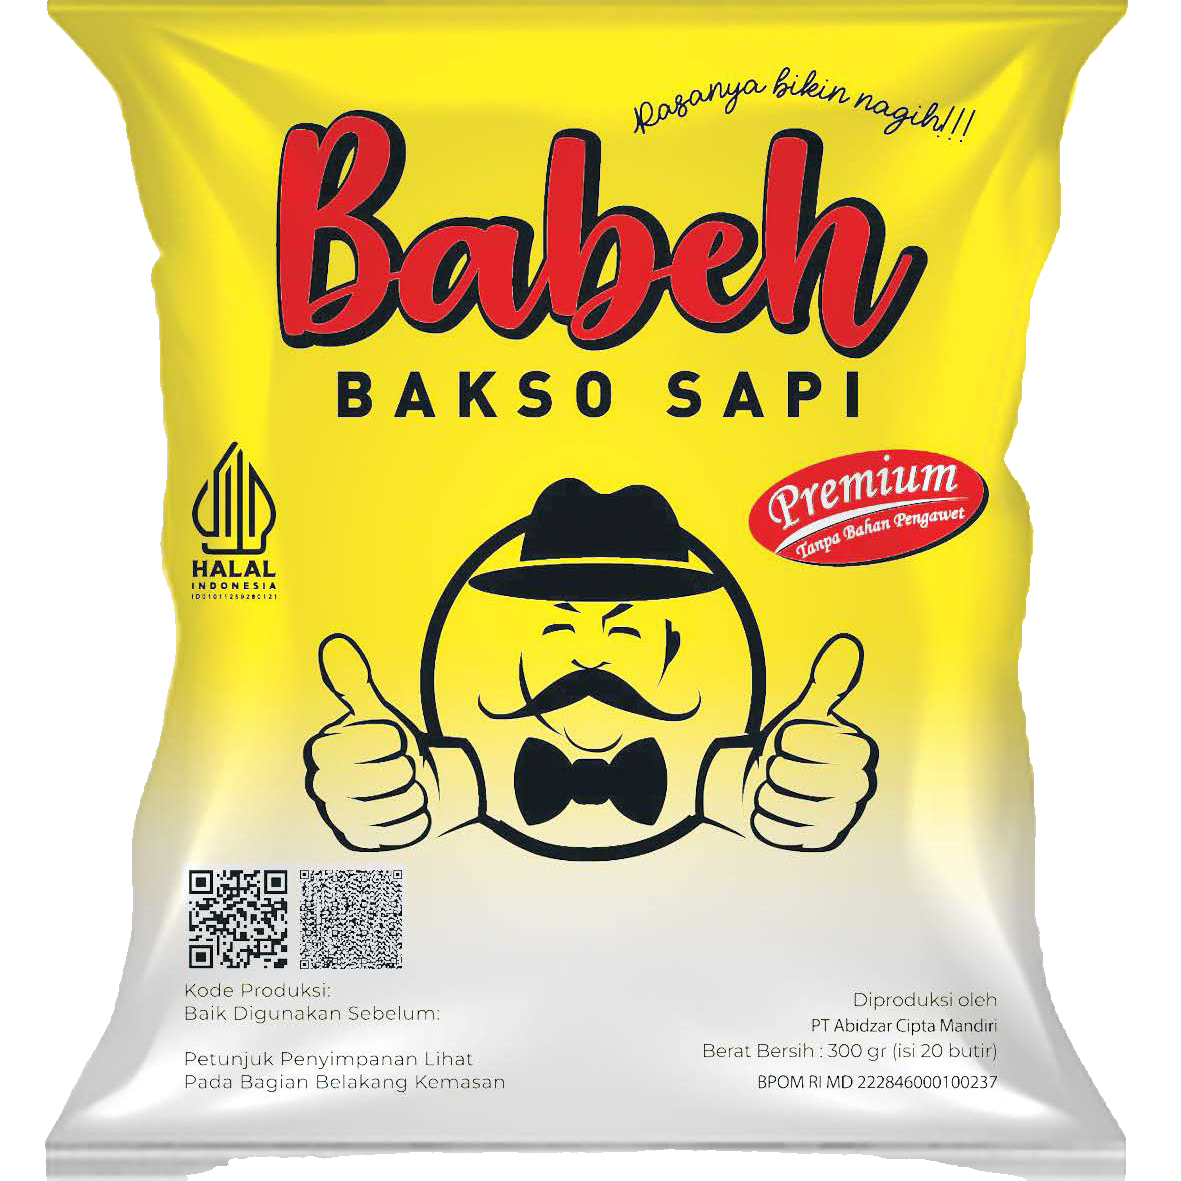 Rasanya bikin nagih!!!
Babeh
BAKSO SAPI
Premium
Tanpa Bahan Pengawet
HALAL
INDONESIA
ID01011259280121
Kode Produksi:
Baik Digunakan Sebelum:
Petunjuk Penyimpanan Lihat
Pada Bagian Belakang Kemasan
Diproduksi oleh
PT Abidzar Cipta Mandiri
Berat Bersih : 300 gr (isi 20 butir)
BPOM RI MD 222846000100237